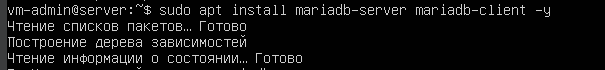 vm-admin@server:~$ sudo apt install mariadb-server mariadb-client -y
Чтение списков пакетов… Готово
Построение дерева зависимостей
Чтение информации о состоянии… Готово